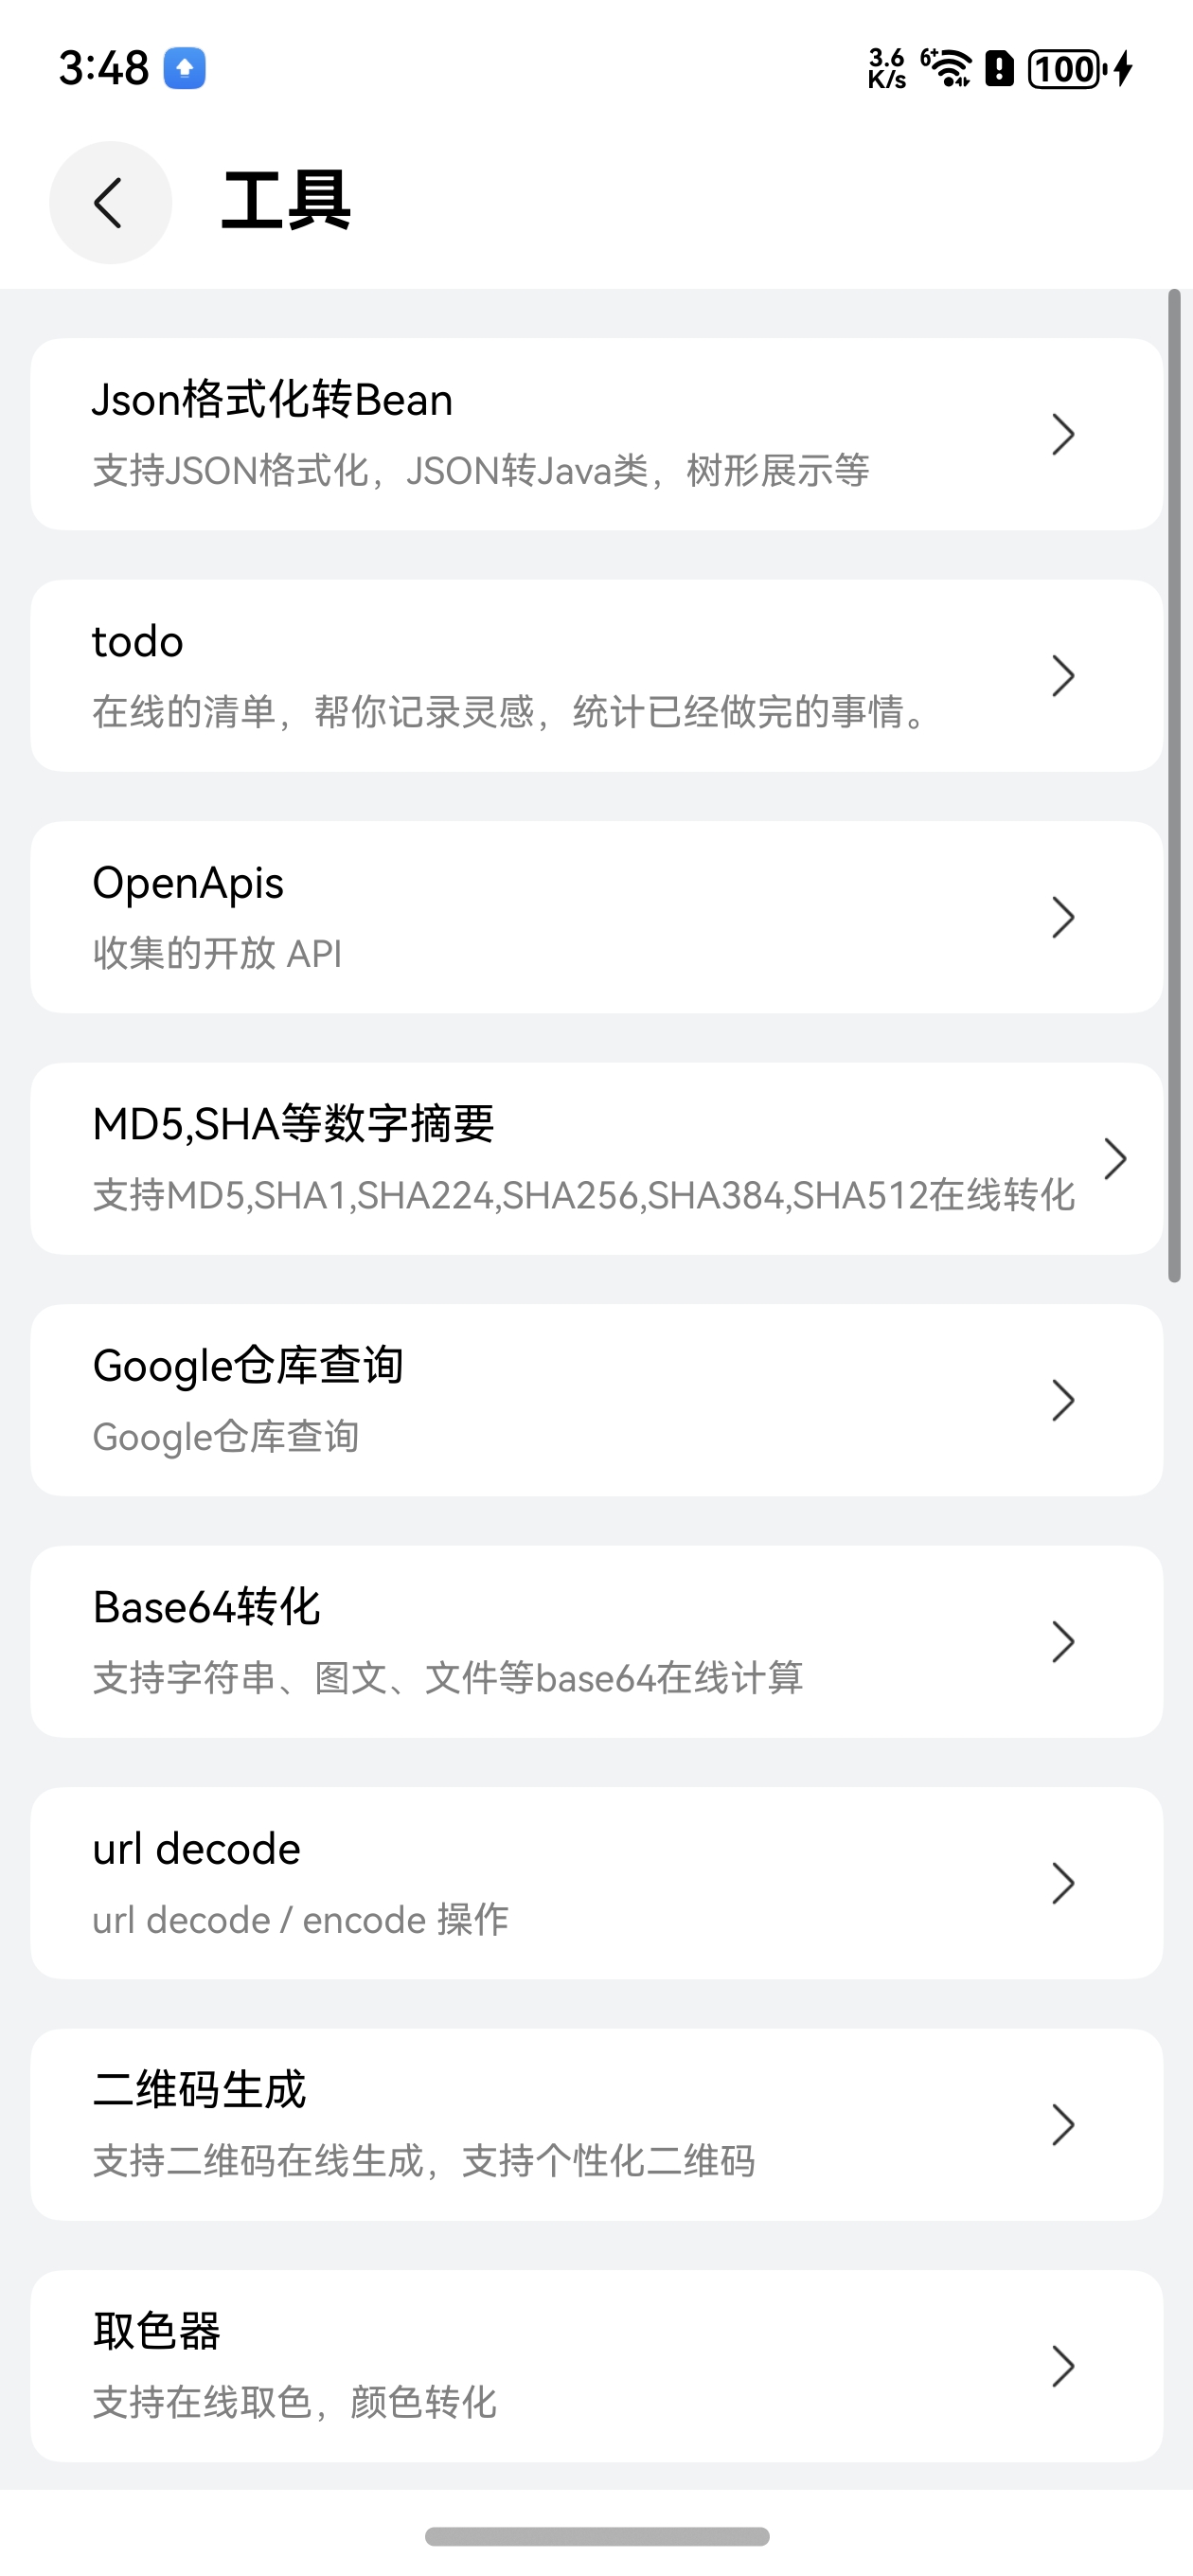 3:48
3.6
K/s
6+
100
工具
Json格式化转Bean
支持JSON格式化，JSON转Java类，树形展示等
todo
在线的清单，帮你记录灵感，统计已经做完的事情。
OpenApis
收集的开放 API
MD5,SHA等数字摘要
支持MD5,SHA1,SHA224,SHA256,SHA384,SHA512在线转化
Google仓库查询
Google仓库查询
Base64转化
支持字符串、图文、文件等base64在线计算
url decode
url decode / encode 操作
二维码生成
支持二维码在线生成，支持个性化二维码
取色器
支持在线取色，颜色转化